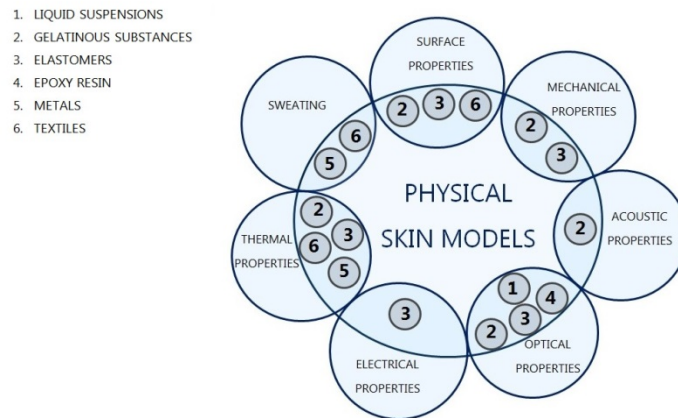 1. LIQUID SUSPENSIONS
2. GELATINOUS SUBSTANCES
3. ELASTOMERS
4. EPOXY RESIN
5. METALS
6. TEXTILES
SURFACE
PROPERTIES
2 3 6
MECHANICAL
PROPERTIES
2
3
SWEATING
6
5
PHYSICAL
SKIN MODELS
ACOUSTIC
PROPERTIES
2
THERMAL
PROPERTIES
2
3
6
5
ELECTRICAL
PROPERTIES
3
OPTICAL
PROPERTIES
1
4
3
2